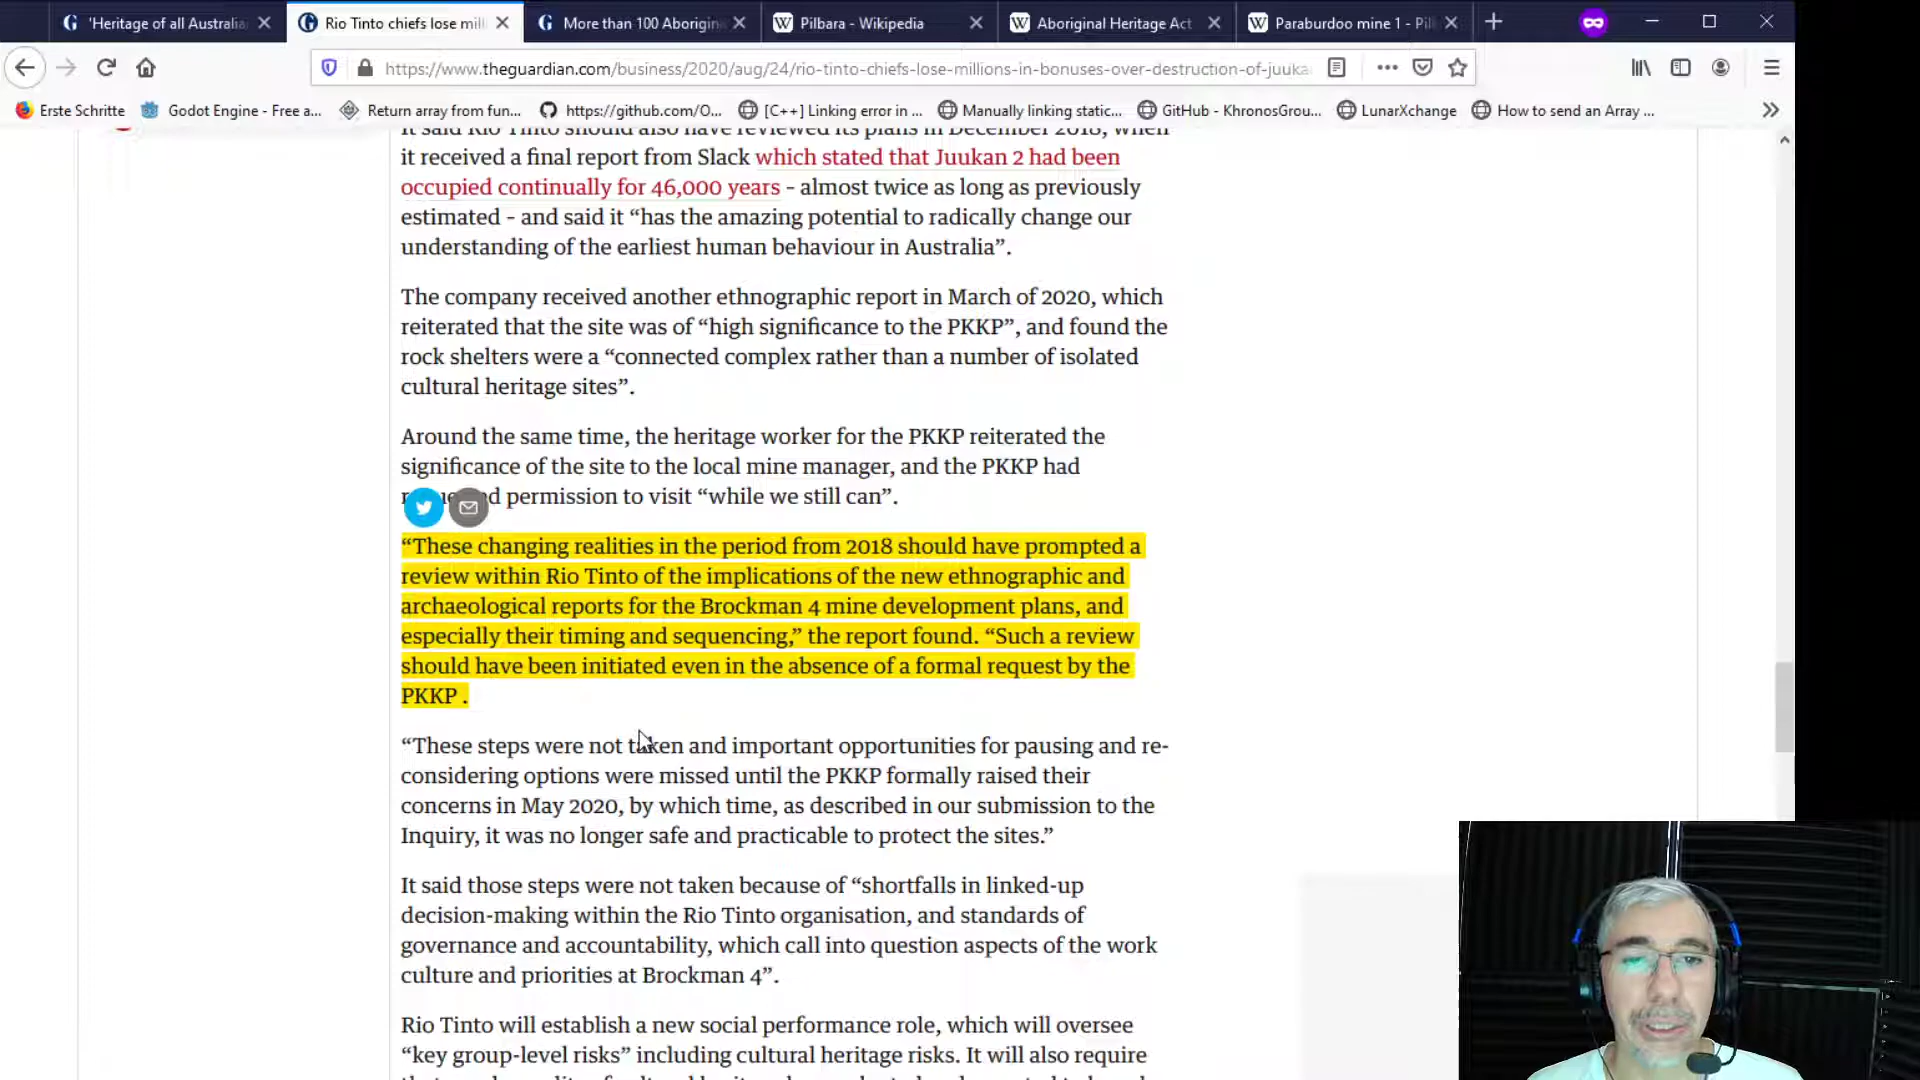 'Heritage of all Australia
Rio Tinto chiefs lose mill
More than 100 Aborigin
Pilbara - Wikipedia
Aboriginal Heritage Act
Paraburdoo mine 1 - Pil
https://www.theguardian.com/business/2020/aug/24/rio-tinto-chiefs-lose-millions-in-bonuses-over-destruction-of-juuka
Erste Schritte
Godot Engine - Free a...
Return array from fun...
https://github.com/O...
[C++] Linking error in ...
Manually linking static...
GitHub - KhronosGrou...
LunarXchange
How to send an Array ...
It said Rio Tinto should also have reviewed its plans in December 2018, when
it received a final report from Slack which stated that Juukan 2 had been
occupied continually for 46,000 years - almost twice as long as previously
estimated - and said it “has the amazing potential to radically change our
understanding of the earliest human behaviour in Australia”.
The company received another ethnographic report in March of 2020, which
reiterated that the site was of “high significance to the PKKP”, and found the
rock shelters were a “connected complex rather than a number of isolated
cultural heritage sites”.
Around the same time, the heritage worker for the PKKP reiterated the
significance of the site to the local mine manager, and the PKKP had
permission to visit “while we still can”.
“These changing realities in the period from 2018 should have prompted a
review within Rio Tinto of the implications of the new ethnographic and
archaeological reports for the Brockman 4 mine development plans, and
especially their timing and sequencing,” the report found. “Such a review
should have been initiated even in the absence of a formal request by the
PKKP .
“These steps were not taken and important opportunities for pausing and re-
considering options were missed until the PKKP formally raised their
concerns in May 2020, by which time, as described in our submission to the
Inquiry, it was no longer safe and practicable to protect the sites.”
It said those steps were not taken because of “shortfalls in linked-up
decision-making within the Rio Tinto organisation, and standards of
governance and accountability, which call into question aspects of the work
culture and priorities at Brockman 4”.
Rio Tinto will establish a new social performance role, which will oversee
“key group-level risks” including cultural heritage risks. It will also require